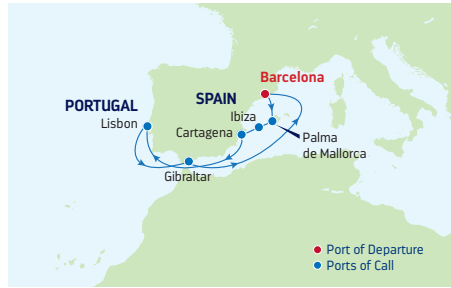 Barcelona
SPAIN
PORTUGAL
Ibiza
Lisbon
Cartagena
Palma
de Mallorca
Gibraltar
Port of Departure
Ports of Call